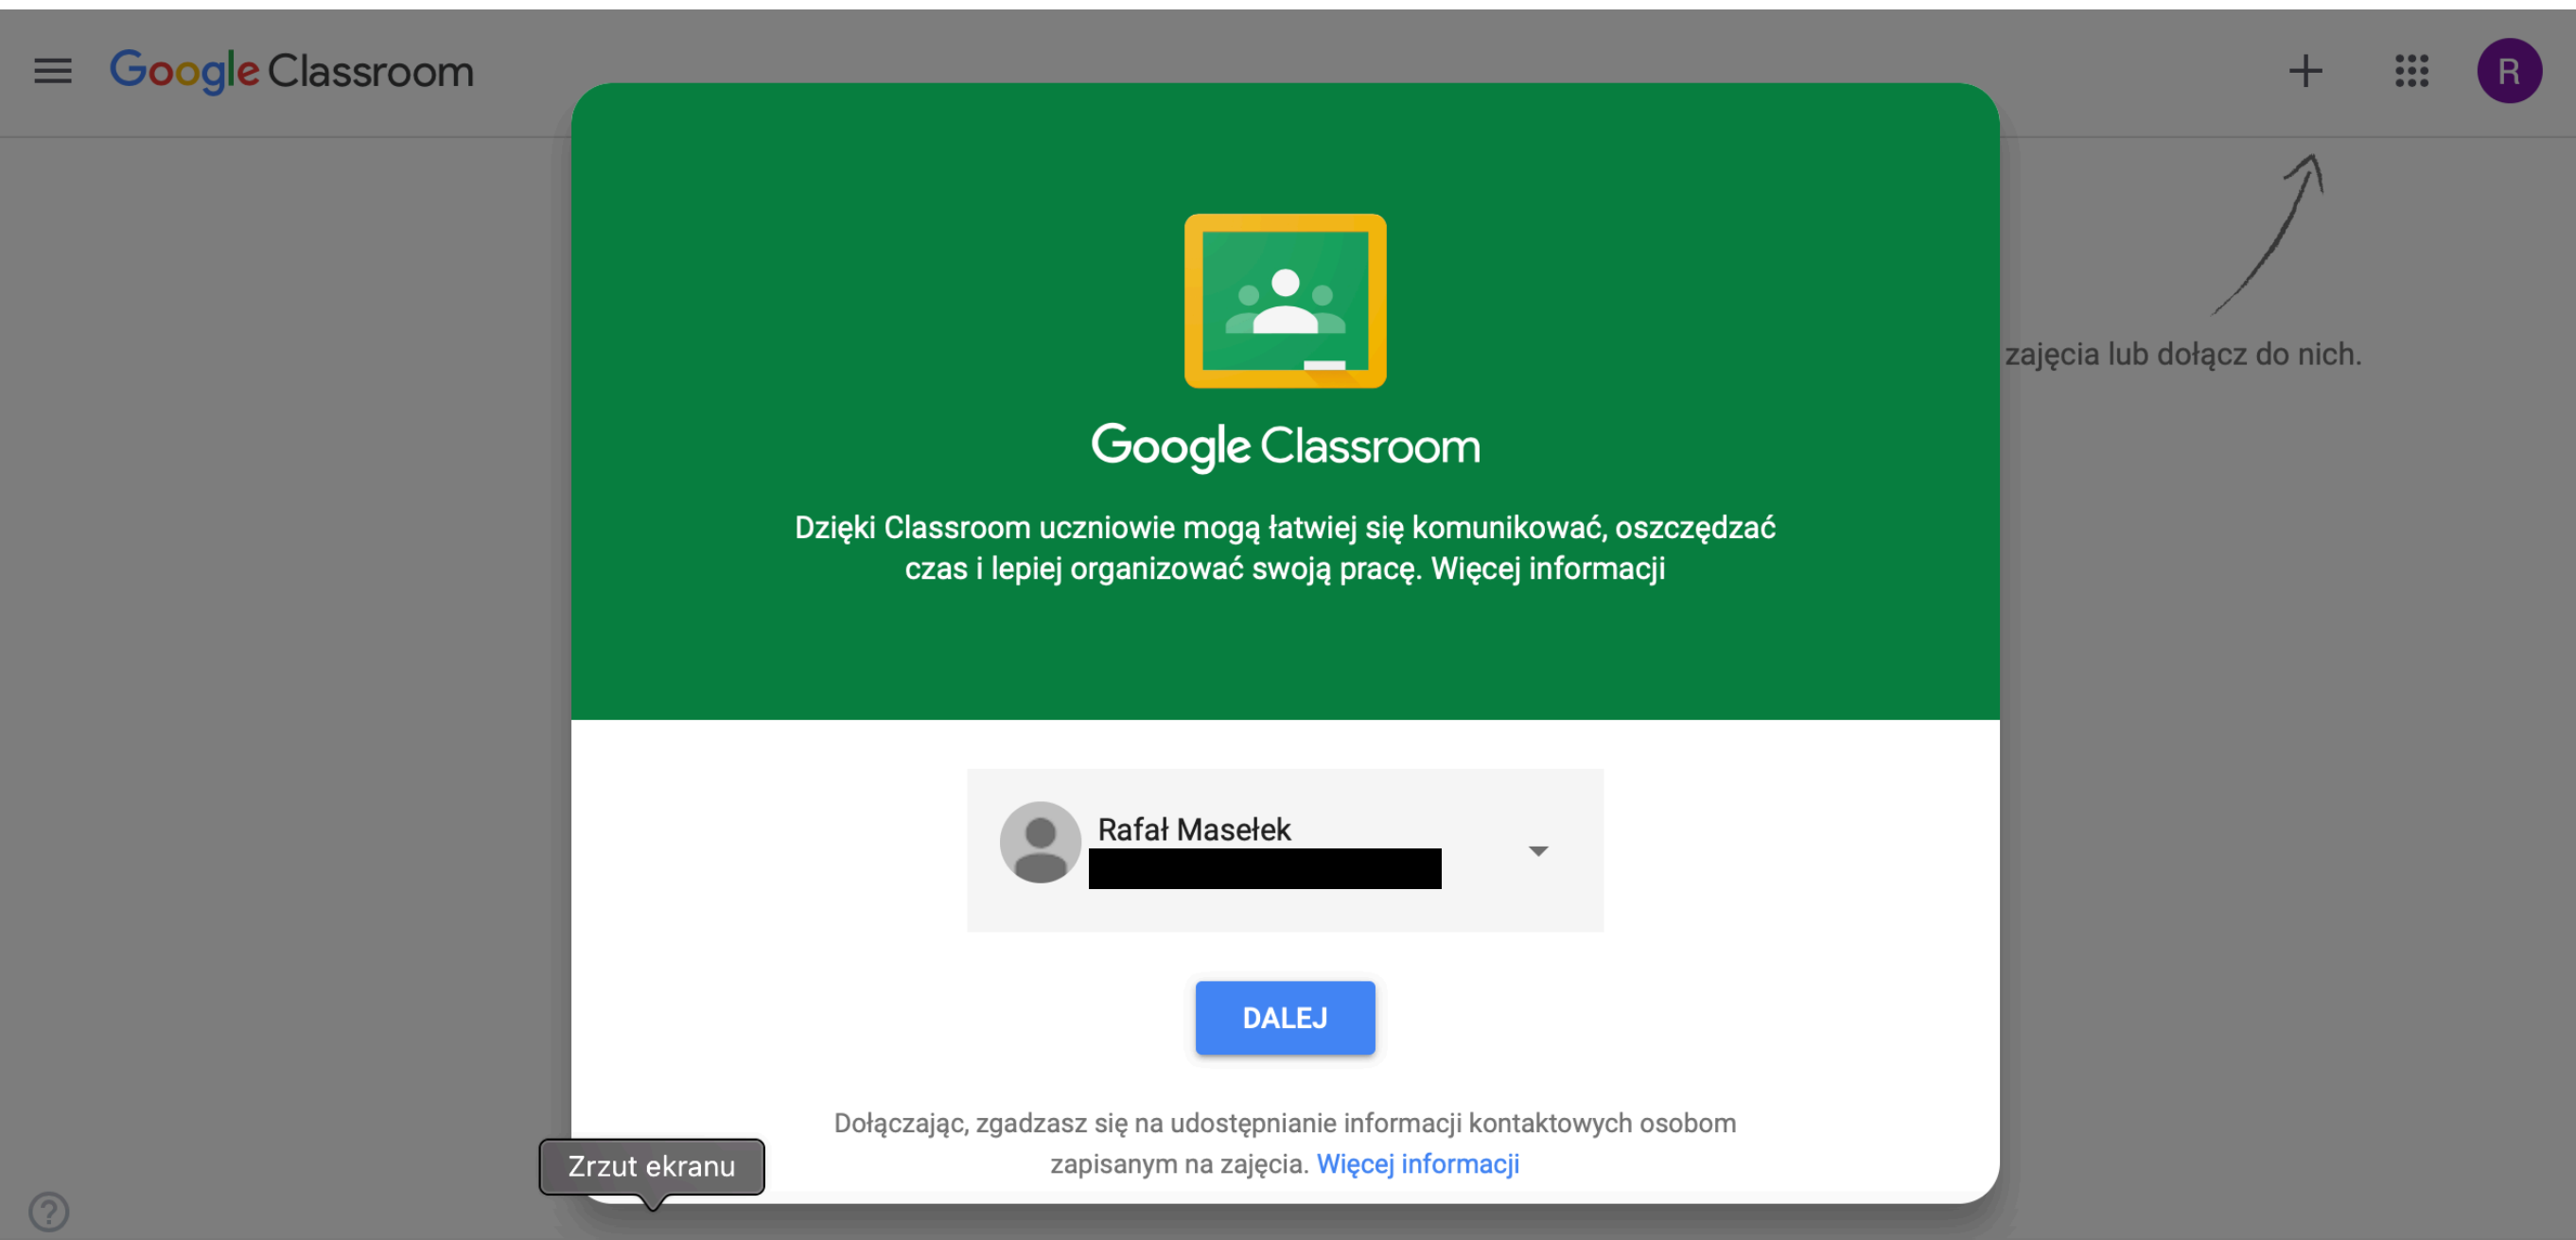 Google Classroom
R
zajęcia lub dołącz do nich.
Google Classroom
Dzięki Classroom uczniowie mogą łatwiej się komunikować, oszczędzać
czas i lepiej organizować swoją pracę. Więcej informacji
Rafał Masełek
DALEJ
Dołączając, zgadzasz się na udostępnianie informacji kontaktowych osobom
zapisanym na zajęcia. Więcej informacji
Zrzut ekranu
?